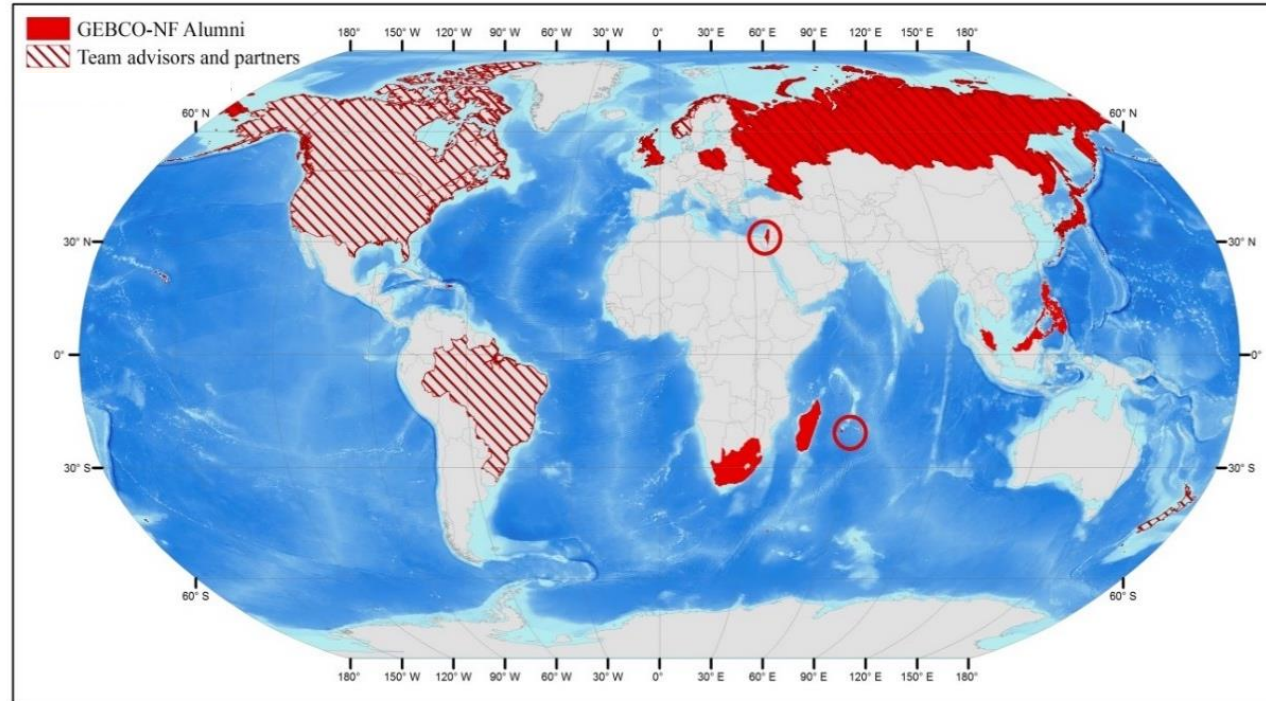 GEBCO-NF Alumni
Team advisors and partners
180° 150° W 120° W 90° W 60° W 30° W 0° 30° E 60° E 90° E 120° E 150° E 180°
60° N 60° N
30° N 30° N
0° 0°
30° S 30° S
60° S 60° S
180° 150° W 120° W 90° W 60° W 30° W 0° 30° E 60° E 90° E 120° E 150° E 180°